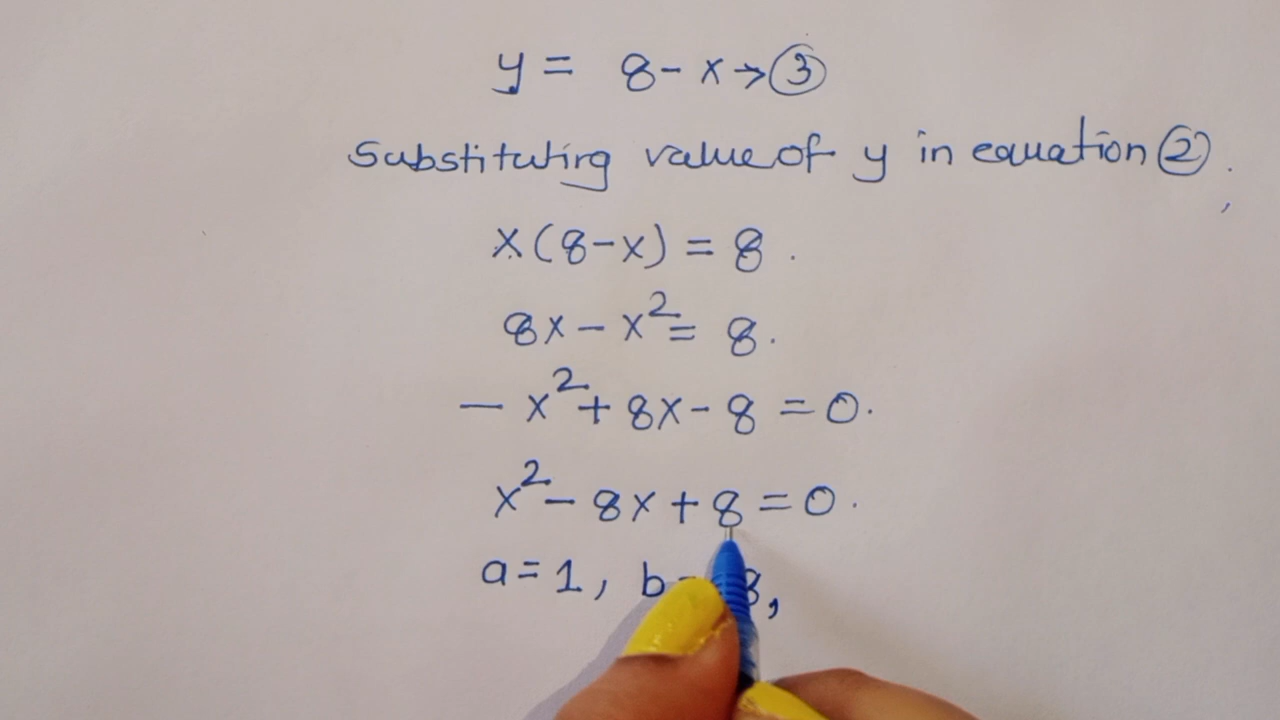 y = 8 - x → ③
Substituting value of y in equation ②,
x(8-x) = 8.
8x - x² = 8.
- x² + 8x - 8 = 0.
x² - 8x + 8 = 0.
a = 1, b = 8,